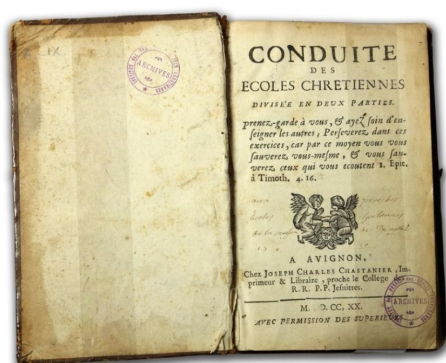 ARCHIVES
CONDUITE
DES
ECOLES CHRETIENNES
DIVISÉE EN DEUX PARTIES.
Prenez-garde à vous, & ayez soin d'en-
seigner les autres, Perseverez dans ces
exercices, car par ce moyen vous vous
sauverez vous-mesme, & vous sau-
verez ceux qui vous ecoutent 1. Epit.
à Timoth. 4. 16.
A AVIGNON,
Chez JOSEPH CHARLES CHASTANIER, Im-
primeur & Libraire, proche le College des
R. R. P. P. Jesuistes.
M. D. CC. XX.
AVEC PERMISSION DES SUPERIEURS
ARCHIVES